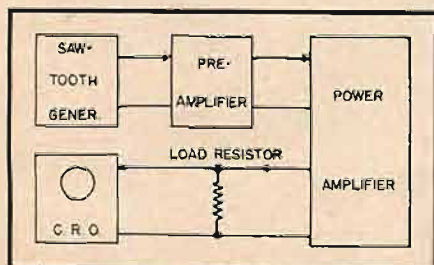 SAW-
TOOTH
GENER.
PRE-
AMPLIFIER
POWER
AMPLIFIER
LOAD RESISTOR
C. R. O.